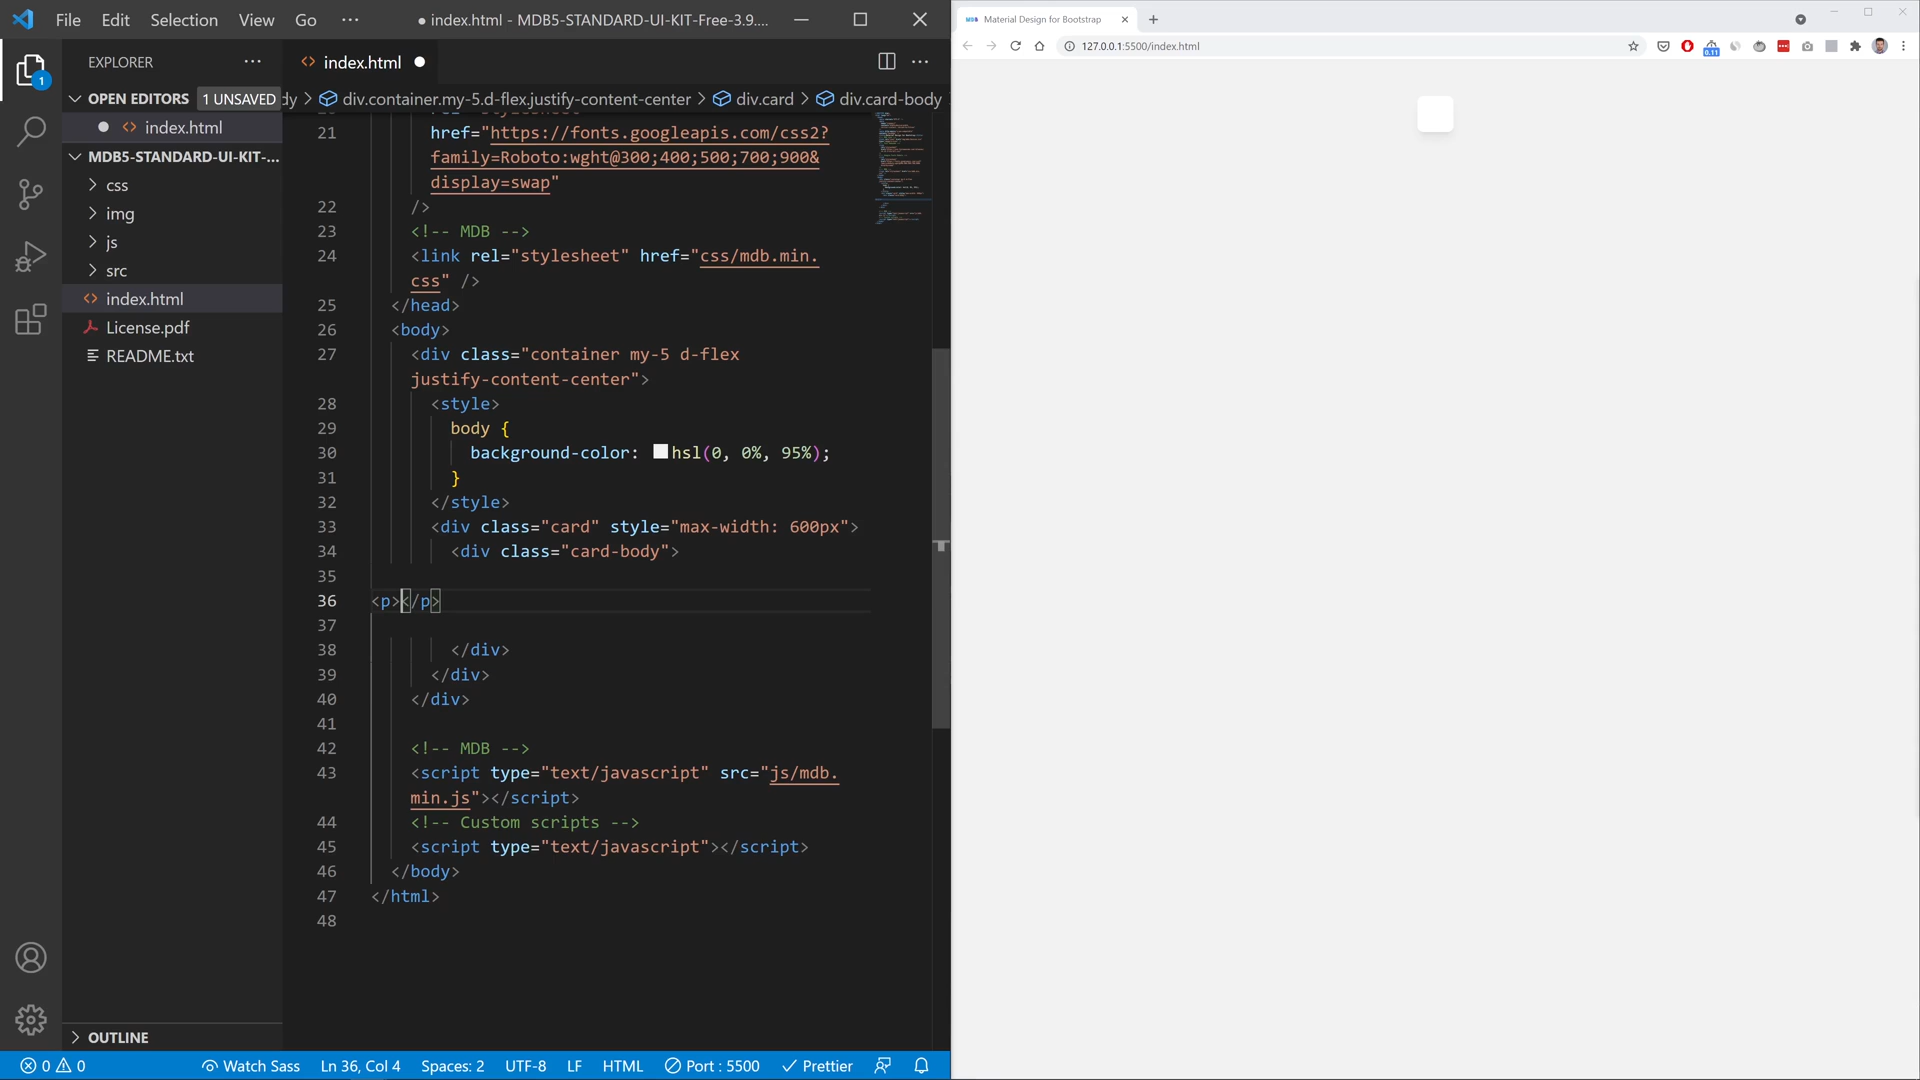 File Edit Selection View Go ··· ● index.html - MDB5-STANDARD-UI-KIT-Free-3.9....
EXPLORER ···
OPEN EDITORS 1 UNSAVED
index.html
MDB5-STANDARD-UI-KIT-...
css
img
js
src
index.html
License.pdf
README.txt
OUTLINE
1
index.html ●
dy > div.container.my-5.d-flex.justify-content-center > div.card > div.card-body
21 href="https://fonts.googleapis.com/css2?
family=Roboto:wght@300;400;500;700;900&
display=swap"
22 />
23 <!-- MDB -->
24 <link rel="stylesheet" href="css/mdb.min.
css" />
25 </head>
26 <body>
27 <div class="container my-5 d-flex
justify-content-center">
28 <style>
29 body {
30 background-color: hsl(0, 0%, 95%);
31 }
32 </style>
33 <div class="card" style="max-width: 600px">
34 <div class="card-body">
35
36 <p></p>
37
38 </div>
39 </div>
40 </div>
41
42 <!-- MDB -->
43 <script type="text/javascript" src="js/mdb.
min.js"></script>
44 <!-- Custom scripts -->
45 <script type="text/javascript"></script>
46 </body>
47 </html>
48
0 0 Watch Sass Ln 36, Col 4 Spaces: 2 UTF-8 LF HTML Port : 5500 Prettier
Material Design for Bootstrap
127.0.0.1:5500/index.html
0.11